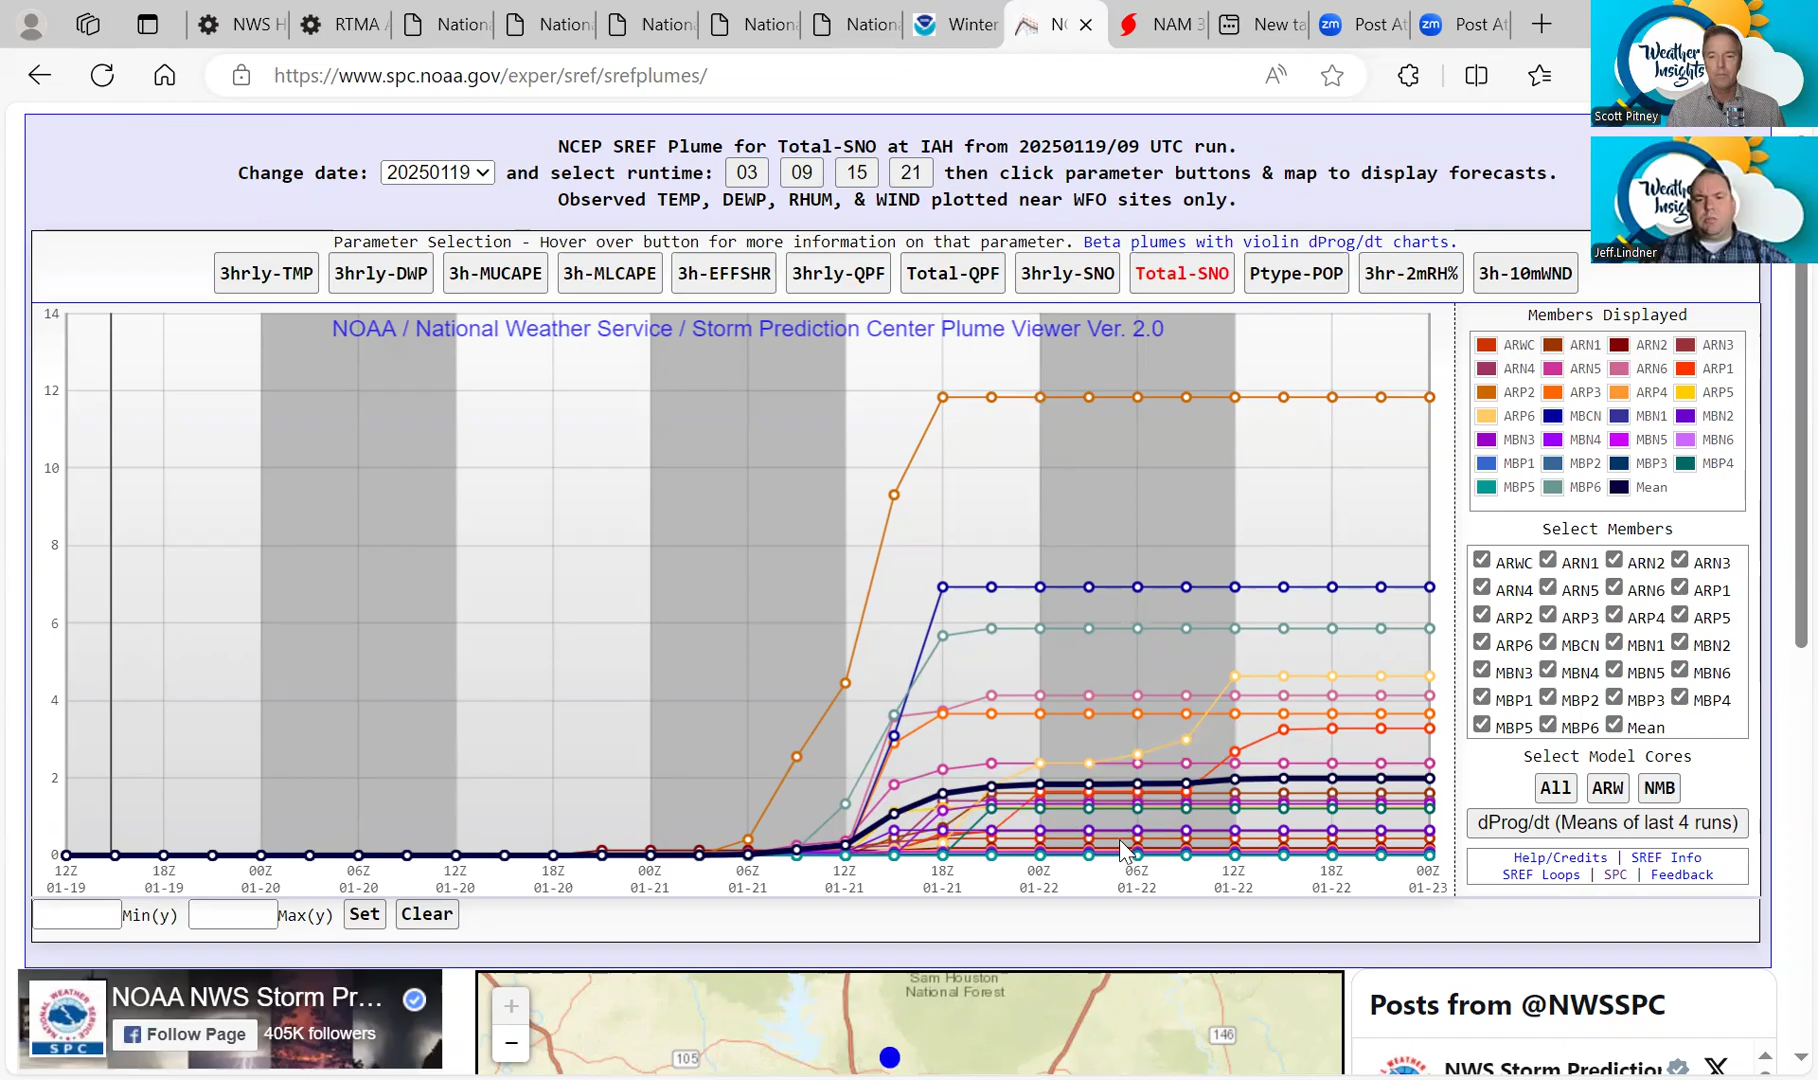 NWS H
RTMA
Nation
Nation
Nation
Nation
Nation
Winter
NC
NAM 3
New ta
Post At
Post At
https://www.spc.noaa.gov/exper/sref/srefplumes/
Weather
Insights
Scott Pitney
Jeff.Lindner
NCEP SREF Plume for Total-SNO at IAH from 20250119/09 UTC run.
Change date: 20250119 and select runtime: 03 09 15 21 then click parameter buttons & map to display forecasts.
Observed TEMP, DEWP, RHUM, & WIND plotted near WFO sites only.
Parameter Selection - Hover over button for more information on that parameter. Beta plumes with violin dProg/dt charts.
3hrly-TMP 3hrly-DWP 3h-MUCAPE 3h-MLCAPE 3h-EFFSHR 3hrly-QPF Total-QPF 3hrly-SNO Total-SNO Ptype-POP 3hr-2mRH% 3h-10mWND
NOAA / National Weather Service / Storm Prediction Center Plume Viewer Ver. 2.0
14
12
10
8
6
4
2
0
12Z 18Z 00Z 06Z 12Z 18Z 00Z 06Z 12Z 18Z 00Z 06Z 12Z 18Z 00Z
01-19 01-19 01-20 01-20 01-20 01-20 01-21 01-21 01-21 01-21 01-22 01-22 01-22 01-22 01-23
Members Displayed
ARWC ARN1 ARN2 ARN3
ARN4 ARN5 ARN6 ARP1
ARP2 ARP3 ARP4 ARP5
ARP6 MBCN MBN1 MBN2
MBN3 MBN4 MBN5 MBN6
MBP1 MBP2 MBP3 MBP4
MBP5 MBP6 Mean
Select Members
ARWC ARN1 ARN2 ARN3
ARN4 ARN5 ARN6 ARP1
ARP2 ARP3 ARP4 ARP5
ARP6 MBCN MBN1 MBN2
MBN3 MBN4 MBN5 MBN6
MBP1 MBP2 MBP3 MBP4
MBP5 MBP6 Mean
Select Model Cores
All ARW NMB
dProg/dt (Means of last 4 runs)
Help/Credits | SREF Info
SREF Loops | SPC | Feedback
Min(y) Max(y) Set Clear
NOAA NWS Storm Pr...
Follow Page 405K followers
SPC
Sam Houston
National Forest
105
146
Posts from @NWSSPC
NWS Storm Predictio